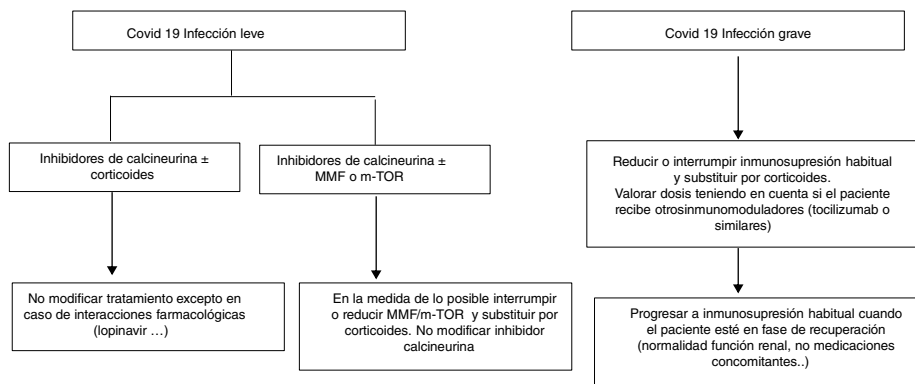 Covid 19 Infección leve
Covid 19 Infección grave
Inhibidores de calcineurina ±
corticoides
Inhibidores de calcineurina ±
MMF o m-TOR
Reducir o interrumpir inmunosupresión habitual
y substituir por corticoides.
Valorar dosis teniendo en cuenta si el paciente
recibe otrosinmunomoduladores (tocilizumab o
similares)
No modificar tratamiento excepto en
caso de interacciones farmacológicas
(lopinavir ...)
En la medida de lo posible interrumpir
o reducir MMF/m-TOR y substituir por
corticoides. No modificar inhibidor
calcineurina
Progresar a inmunosupresión habitual cuando
el paciente esté en fase de recuperación
(normalidad función renal, no medicaciones
concomitantes..)